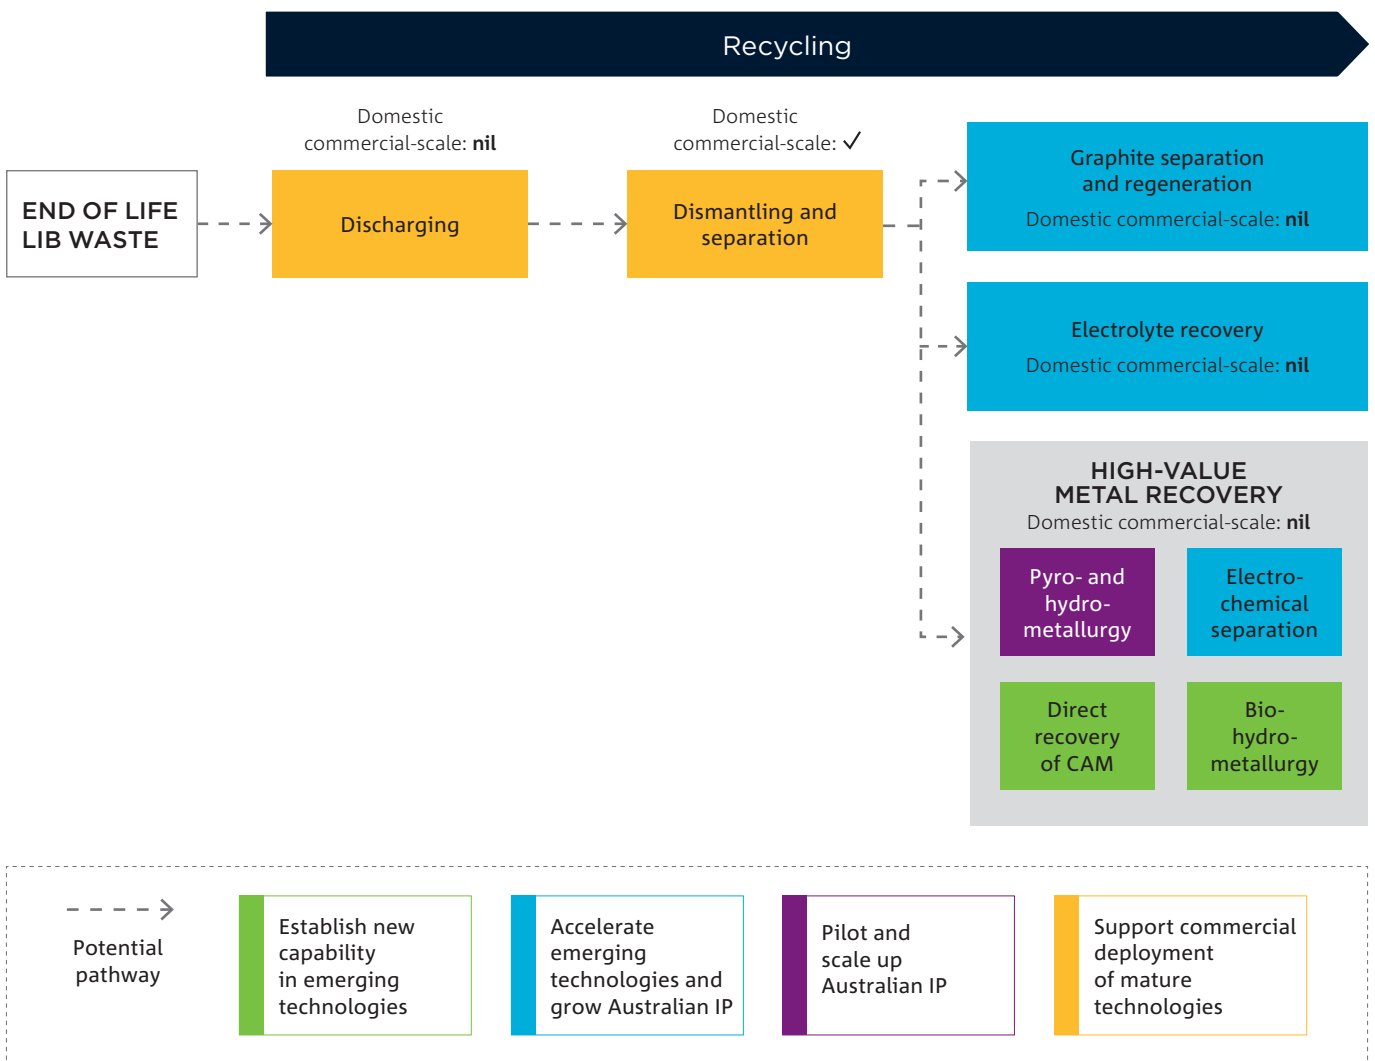 Recycling
Domestic
commercial-scale: nil
Domestic
commercial-scale: ✓
END OF LIFE
LIB WASTE
Discharging
Dismantling and
separation
Graphite separation
and regeneration
Domestic commercial-scale: nil
Electrolyte recovery
Domestic commercial-scale: nil
HIGH-VALUE
METAL RECOVERY
Domestic commercial-scale: nil
Pyro- and
hydro-
metallurgy
Electro-
chemical
separation
Direct
recovery
of CAM
Bio-
hydro-
metallurgy
Potential
pathway
Establish new
capability
in emerging
technologies
Accelerate
emerging
technologies and
grow Australian IP
Pilot and
scale up
Australian IP
Support commercial
deployment
of mature
technologies